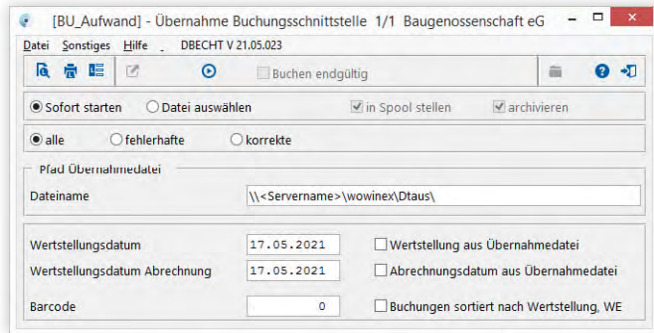 [BU_Aufwand] - Übernahme Buchungsschnittstelle 1/1 Baugenossenschaft eG
Datei Sonstiges Hilfe _ DBECHT V 21.05.023
Buchen endgültig
Sofort starten Datei auswählen in Spool stellen archivieren
alle fehlerhafte korrekte
Pfad Übernahmedatei
Dateiname \\<Servername>\wowinex\Dtaus\
Wertstellungsdatum 17.05.2021 Wertstellung aus Übernahmedatei
Wertstellungsdatum Abrechnung 17.05.2021 Abrechnungsdatum aus Übernahmedatei
Barcode 0 Buchungen sortiert nach Wertstellung, WE